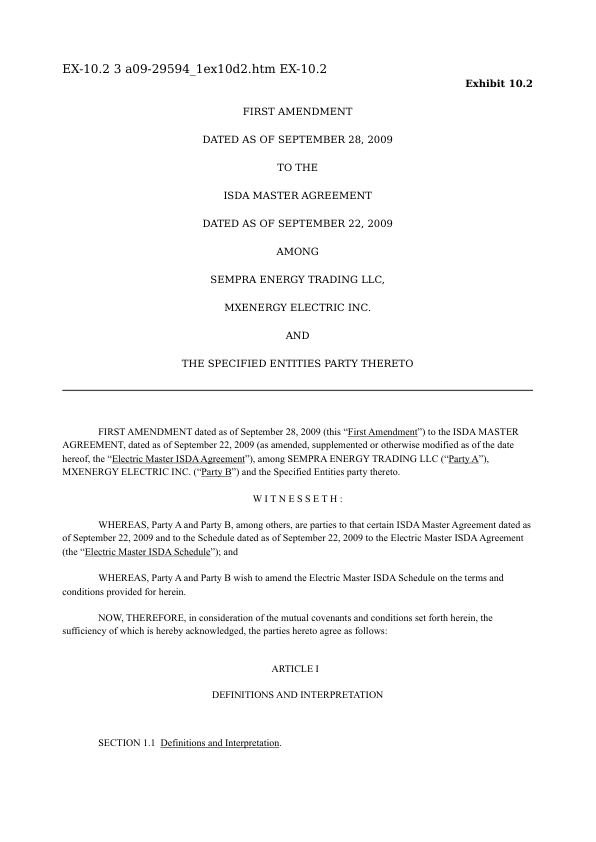 EX-10.2 3 a09-29594_1ex10d2.htm EX-10.2
Exhibit 10.2
FIRST AMENDMENT
DATED AS OF SEPTEMBER 28, 2009
TO THE
ISDA MASTER AGREEMENT
DATED AS OF SEPTEMBER 22, 2009
AMONG
SEMPRA ENERGY TRADING LLC,
MXENERGY ELECTRIC INC.
AND
THE SPECIFIED ENTITIES PARTY THERETO
FIRST AMENDMENT dated as of September 28, 2009 (this “First Amendment”) to the ISDA MASTER
AGREEMENT, dated as of September 22, 2009 (as amended, supplemented or otherwise modified as of the date
hereof, the “Electric Master ISDA Agreement”), among SEMPRA ENERGY TRADING LLC (“Party A”),
MXENERGY ELECTRIC INC. (“Party B”) and the Specified Entities party thereto.
W I T N E S S E T H :
WHEREAS, Party A and Party B, among others, are parties to that certain ISDA Master Agreement dated as
of September 22, 2009 and to the Schedule dated as of September 22, 2009 to the Electric Master ISDA Agreement
(the “Electric Master ISDA Schedule”); and
WHEREAS, Party A and Party B wish to amend the Electric Master ISDA Schedule on the terms and
conditions provided for herein.
NOW, THEREFORE, in consideration of the mutual covenants and conditions set forth herein, the
sufficiency of which is hereby acknowledged, the parties hereto agree as follows:
ARTICLE I
DEFINITIONS AND INTERPRETATION
SECTION 1.1 Definitions and Interpretation.